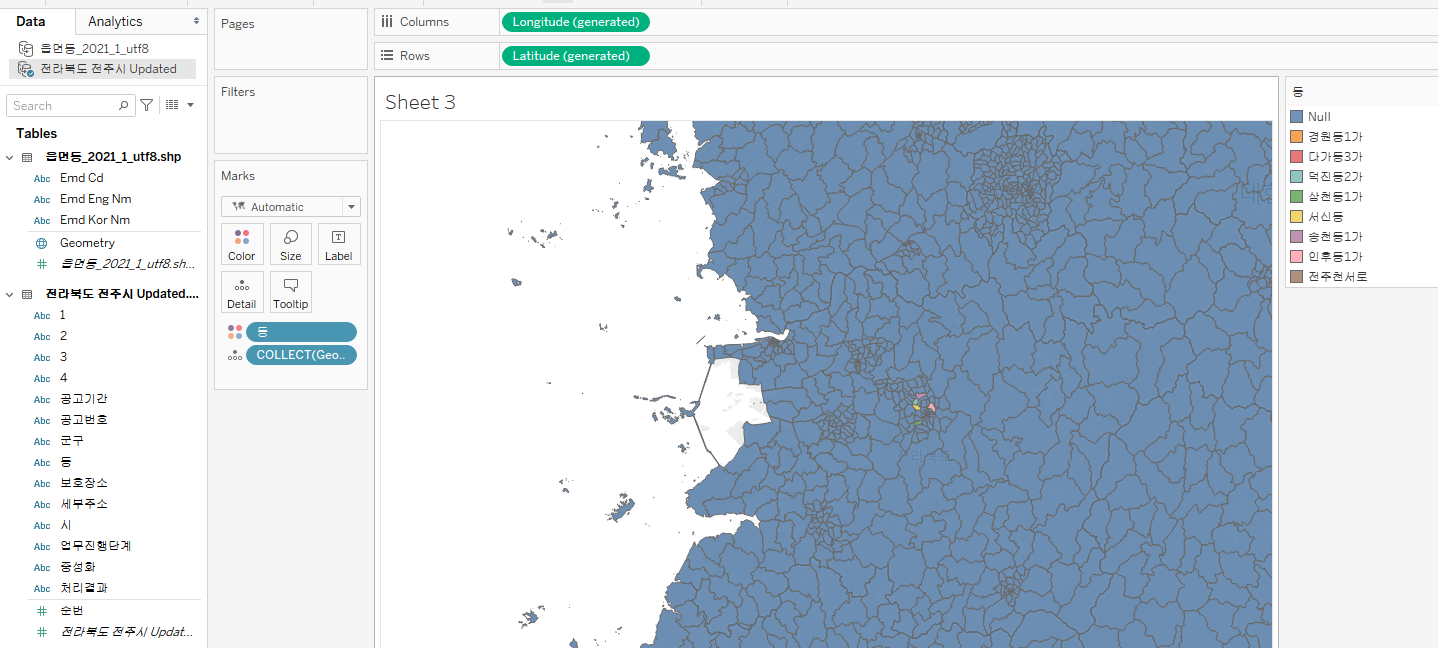 Data
Analytics
읍면동_2021_1_utf8
전라북도 전주시 Updated
Search
Tables
읍면동_2021_1_utf8.shp
Abc Emd Cd
Abc Emd Eng Nm
Abc Emd Kor Nm
Geometry
읍면동_2021_1_utf8.sh...
전라북도 전주시 Updated....
Abc 1
Abc 2
Abc 3
Abc 4
Abc 공고기간
Abc 공고번호
Abc 군구
Abc 동
Abc 보호장소
Abc 세부주소
Abc 시
Abc 업무진행단계
Abc 중성화
Abc 처리결과
순번
전라북도 전주시 Updat...
Pages
Filters
Marks
Automatic
Color
Size
Label
Detail
Tooltip
동
COLLECT(Geo..
Columns
Longitude (generated)
Rows
Latitude (generated)
Sheet 3
동
Null
경원동1가
다가동3가
덕진동2가
삼천동1가
서신동
송천동1가
인후동1가
전주천서로